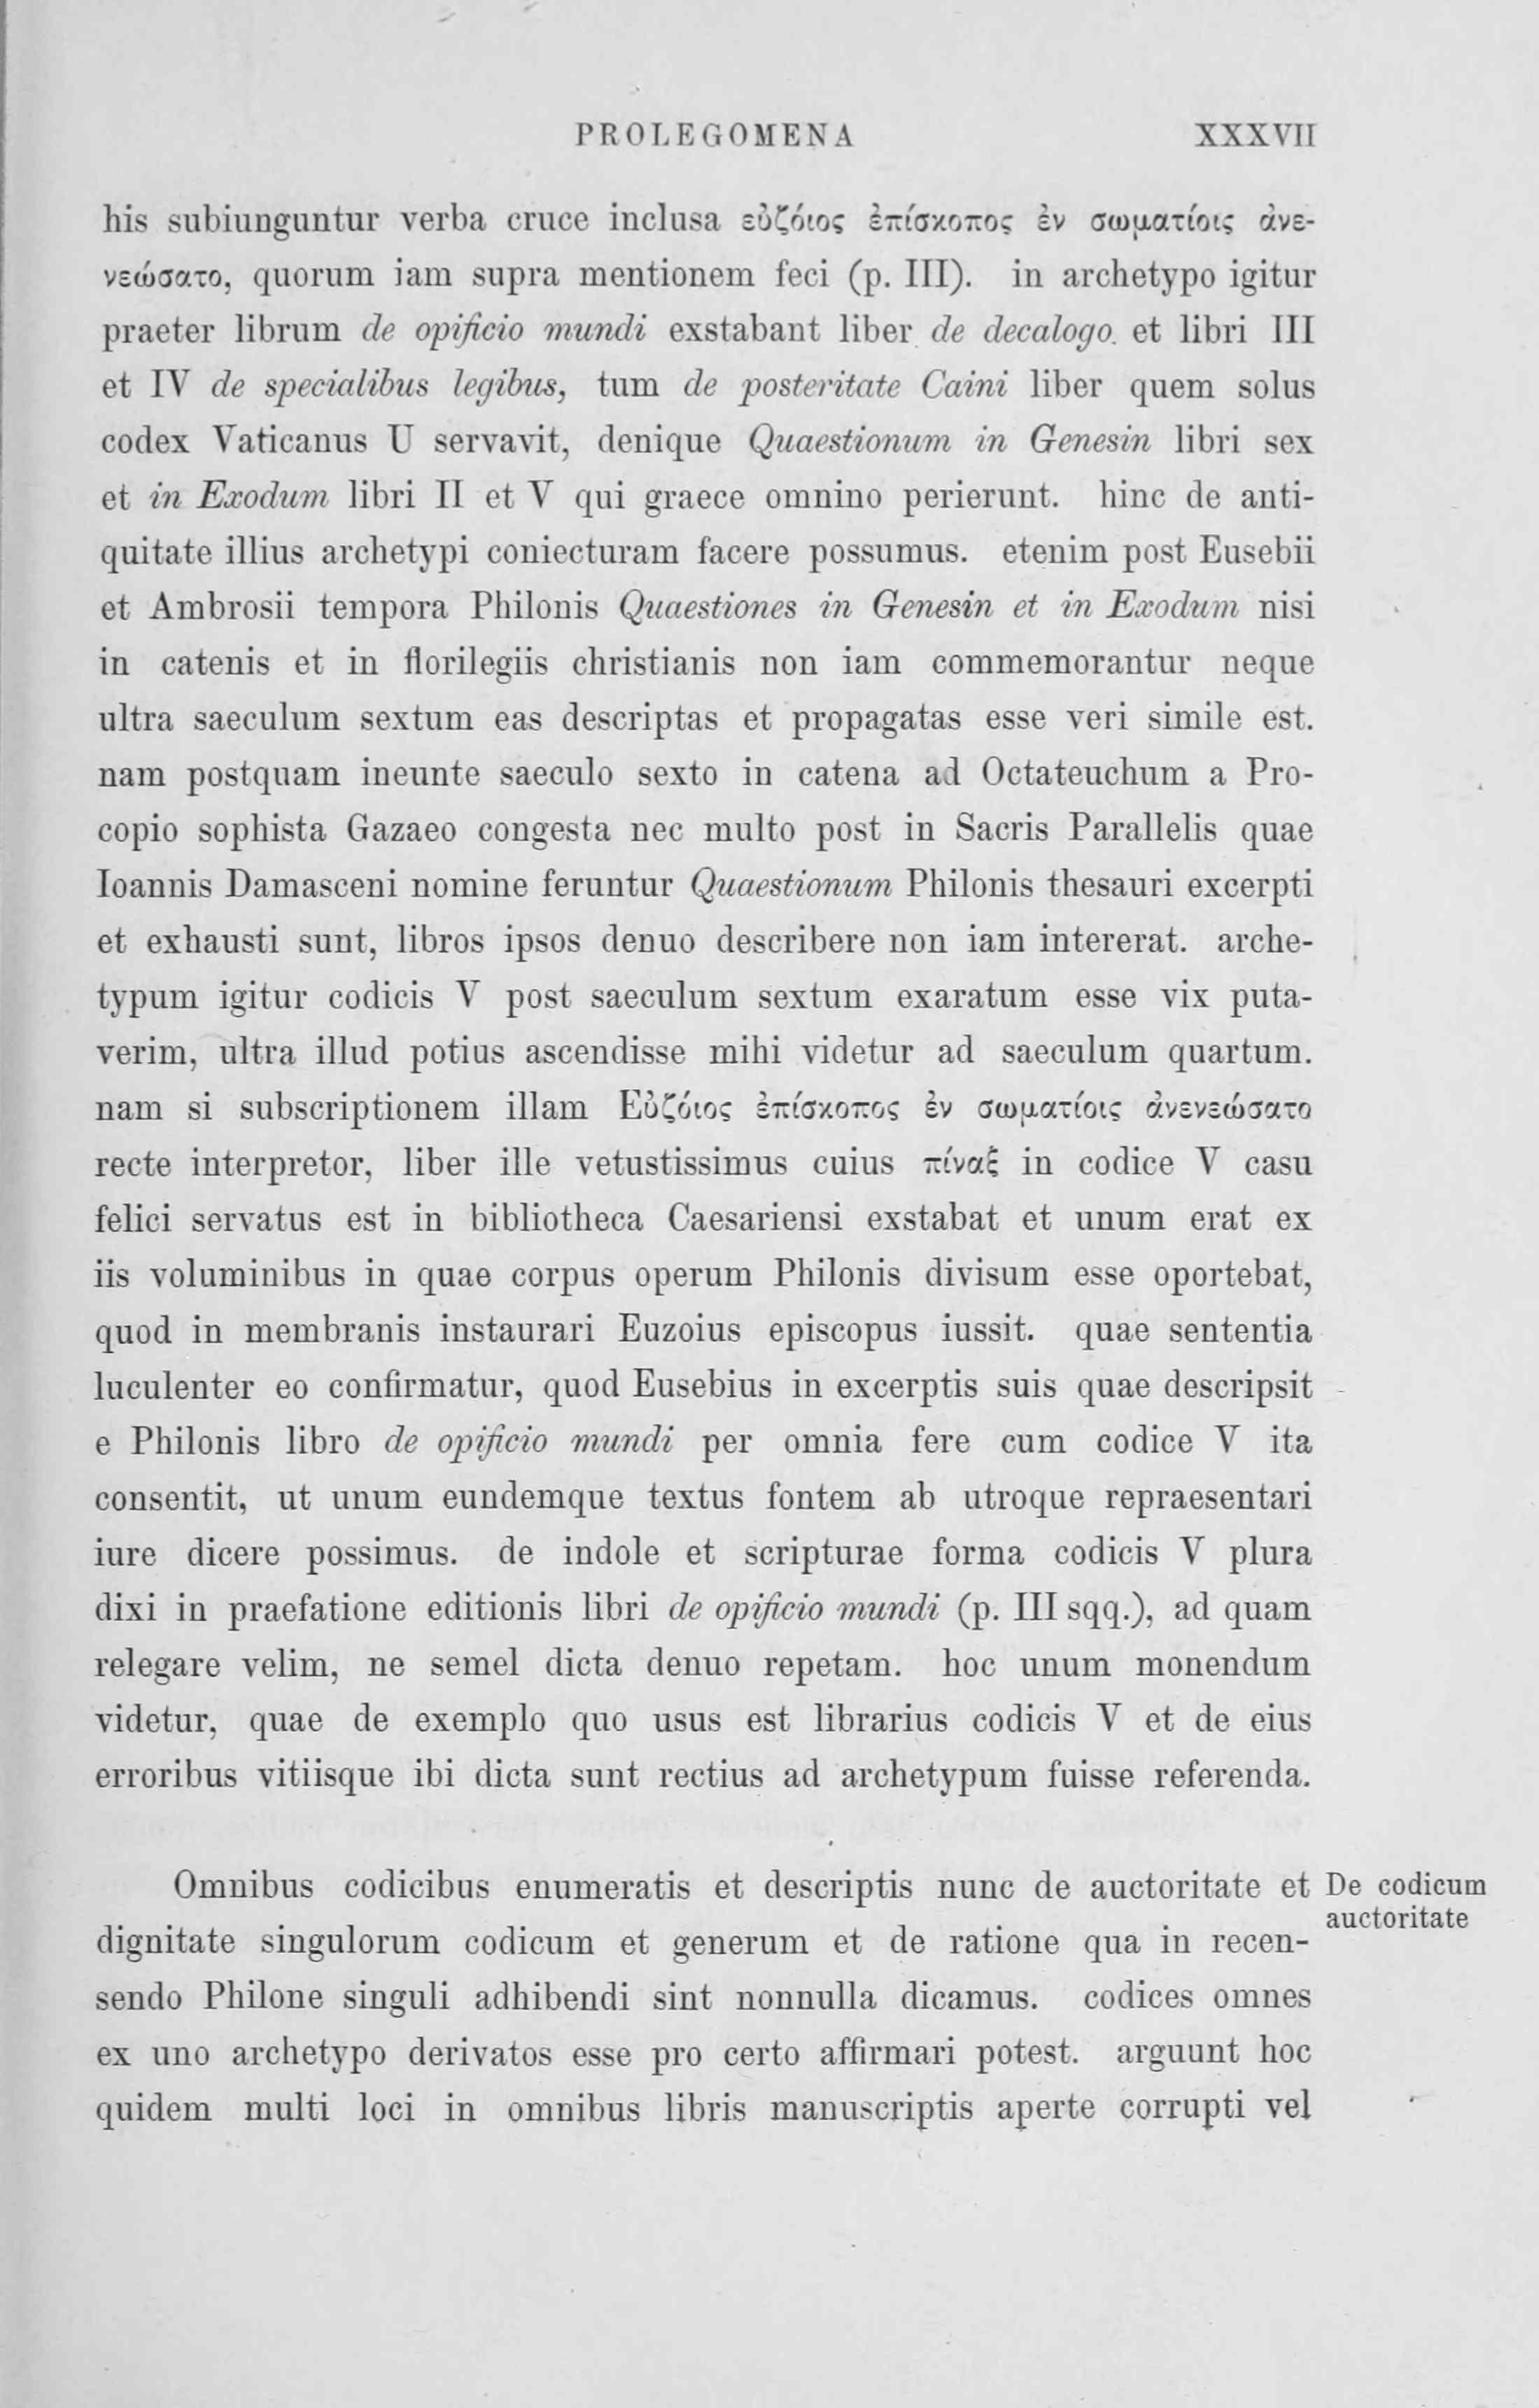 PROLEGOMENA XXXVII
his subiunguntur verba cruce inclusa εὐζόιος ἐπίσκοπος ἐν σωματίοις ἀνε-
νεώσατο, quorum iam supra mentionem feci (p. III). in archetypo igitur
praeter librum de opificio mundi exstabant liber de decalogo et libri III
et IV de specialibus legibus, tum de posteritate Caini liber quem solus
codex Vaticanus U servavit, denique Quaestionum in Genesin libri sex
et in Exodum libri II et V qui graece omnino perierunt. hinc de anti-
quitate illius archetypi coniecturam facere possumus. etenim post Eusebii
et Ambrosii tempora Philonis Quaestiones in Genesin et in Exodum nisi
in catenis et in florilegiis christianis non iam commemorantur neque
ultra saeculum sextum eas descriptas et propagatas esse veri simile est.
nam postquam ineunte saeculo sexto in catena ad Octateuchum a Pro-
copio sophista Gazaeo congesta nec multo post in Sacris Parallelis quae
Ioannis Damasceni nomine feruntur Quaestionum Philonis thesauri excerpti
et exhausti sunt, libros ipsos denuo describere non iam intererat. arche-
typum igitur codicis V post saeculum sextum exaratum esse vix puta-
verim, ultra illud potius ascendisse mihi videtur ad saeculum quartum.
nam si subscriptionem illam Εὐζόιος ἐπίσκοπος ἐν σωματίοις ἀνενεώσατο
recte interpretor, liber ille vetustissimus cuius πίναξ in codice V casu
felici servatus est in bibliotheca Caesariensi exstabat et unum erat ex
iis voluminibus in quae corpus operum Philonis divisum esse oportebat,
quod in membranis instaurari Euzoius episcopus iussit. quae sententia
luculenter eo confirmatur, quod Eusebius in excerptis suis quae descripsit
e Philonis libro de opificio mundi per omnia fere cum codice V ita
consentit, ut unum eundemque textus fontem ab utroque repraesentari
iure dicere possimus. de indole et scripturae forma codicis V plura
dixi in praefatione editionis libri de opificio mundi (p. III sqq.), ad quam
relegare velim, ne semel dicta denuo repetam. hoc unum monendum
videtur, quae de exemplo quo usus est librarius codicis V et de eius
erroribus vitiisque ibi dicta sunt rectius ad archetypum fuisse referenda.
Omnibus codicibus enumeratis et descriptis nunc de auctoritate et
De codicum
auctoritate
dignitate singulorum codicum et generum et de ratione qua in recen-
sendo Philone singuli adhibendi sint nonnulla dicamus. codices omnes
ex uno archetypo derivatos esse pro certo affirmari potest. arguunt hoc
quidem multi loci in omnibus libris manuscriptis aperte corrupti vel